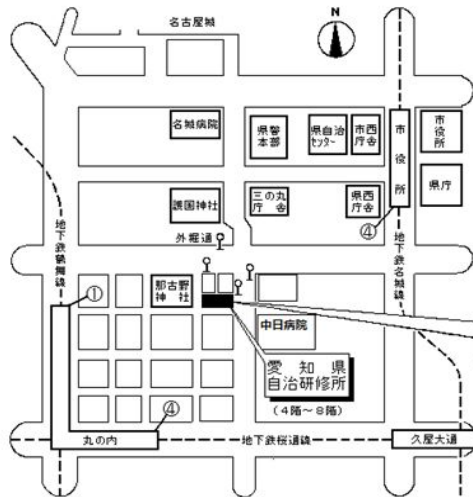 名古屋城
N
名城病院
県警
本部
県自治
センター
市西
庁舎
市役所
市役所
護国神社
三の丸
庁舎
県西
庁舎
県庁
④
外堀通
地下鉄鶴舞線
地下鉄名城線
①
那古野
神社
中日病院
愛知県
自治研修所
(4階～8階)
④
丸の内
地下鉄桜通線
久屋大通